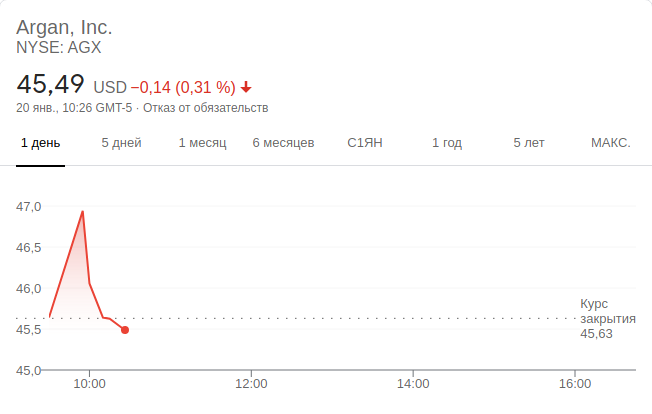 Argan, Inc.
NYSE: AGX
45,49 USD −0,14 (0,31 %)
20 янв., 10:26 GMT-5 · Отказ от обязательств
1 день 5 дней 1 месяц 6 месяцев С1ЯН 1 год 5 лет МАКС.
47,0
46,5
46,0
Курс
закрытия
45,63
45,5
45,0
10:00 12:00 14:00 16:00